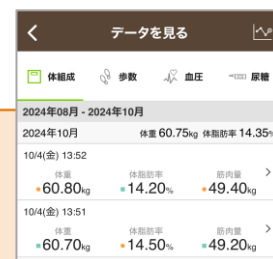 データを見る
体組成 歩数 血圧 尿糖
2024年08月 - 2024年10月
2024年10月 体重 60.75kg 体脂肪率 14.35%
10/4(金) 13:52
体重 体脂肪率 筋肉量
60.80kg 14.20% 49.40kg
10/4(金) 13:51
体重 体脂肪率 筋肉量
60.70kg 14.50% 49.20kg